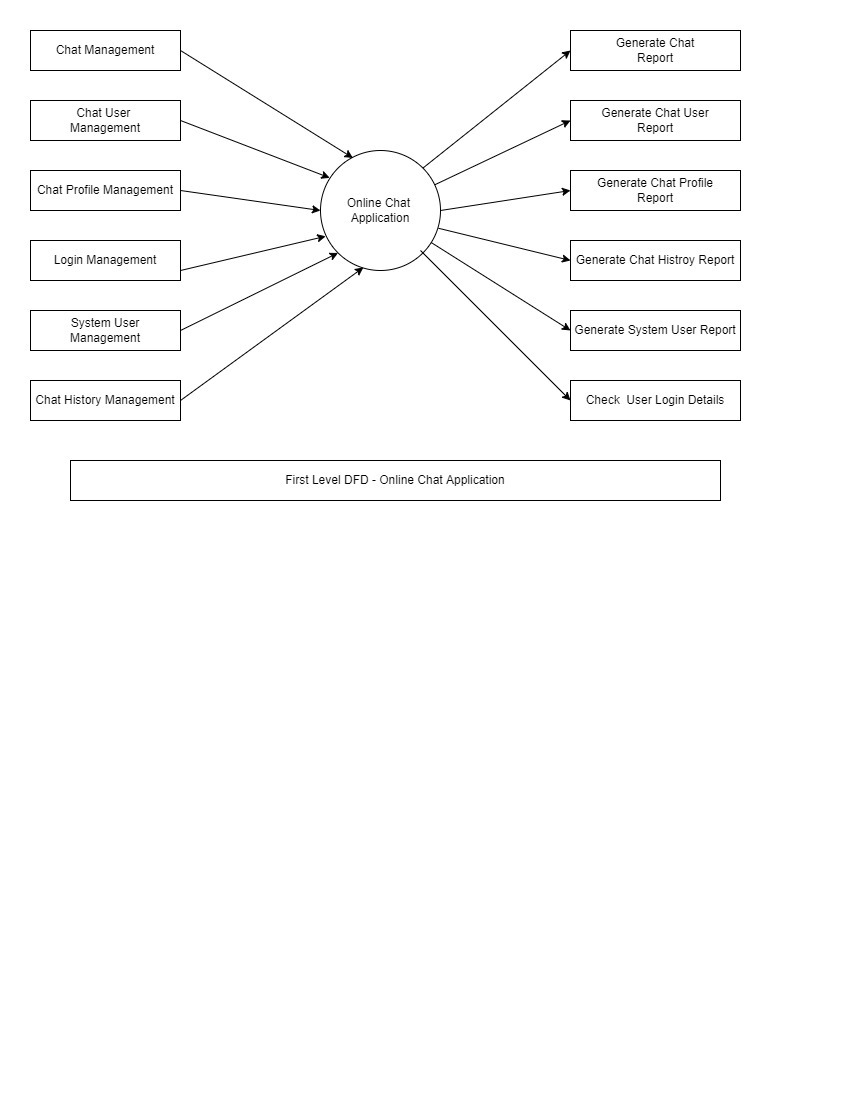 Chat Management
Chat User
Management
Chat Profile Management
Login Management
System User
Management
Chat History Management
Online Chat
Application
Generate Chat
Report
Generate Chat User
Report
Generate Chat Profile
Report
Generate Chat Histroy Report
Generate System User Report
Check  User Login Details
First Level DFD - Online Chat Application